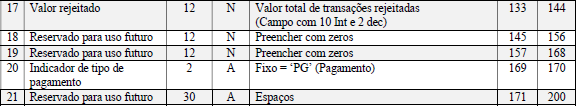 17 Valor rejeitado 12 N Valor total de transações rejeitadas 133 144
(Campo com 10 Int e 2 dec)
18 Reservado para uso futuro 12 N Preencher com zeros 145 156
19 Reservado para uso futuro 12 N Preencher com zeros 157 168
20 Indicador de tipo de 2 A Fixo = ‘PG’ (Pagamento) 169 170
pagamento
21 Reservado para uso futuro 30 A Espaços 171 200